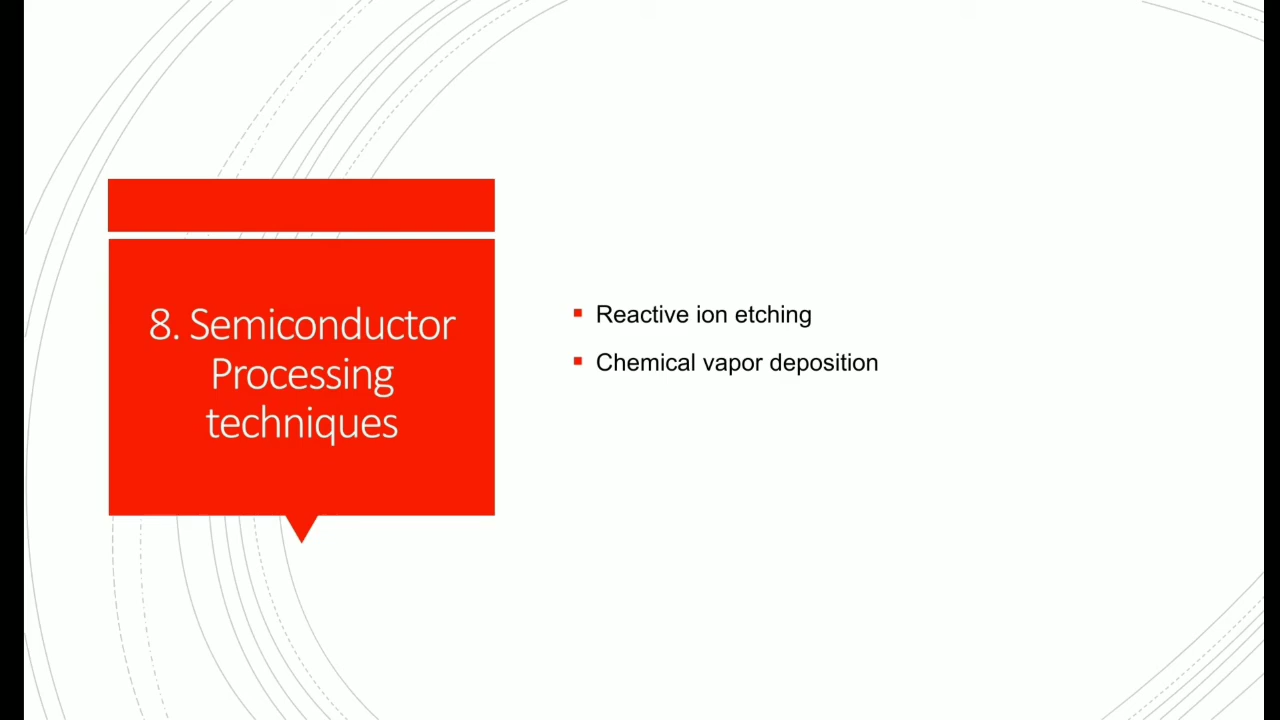 8. Semiconductor
Processing
techniques
Reactive ion etching
Chemical vapor deposition